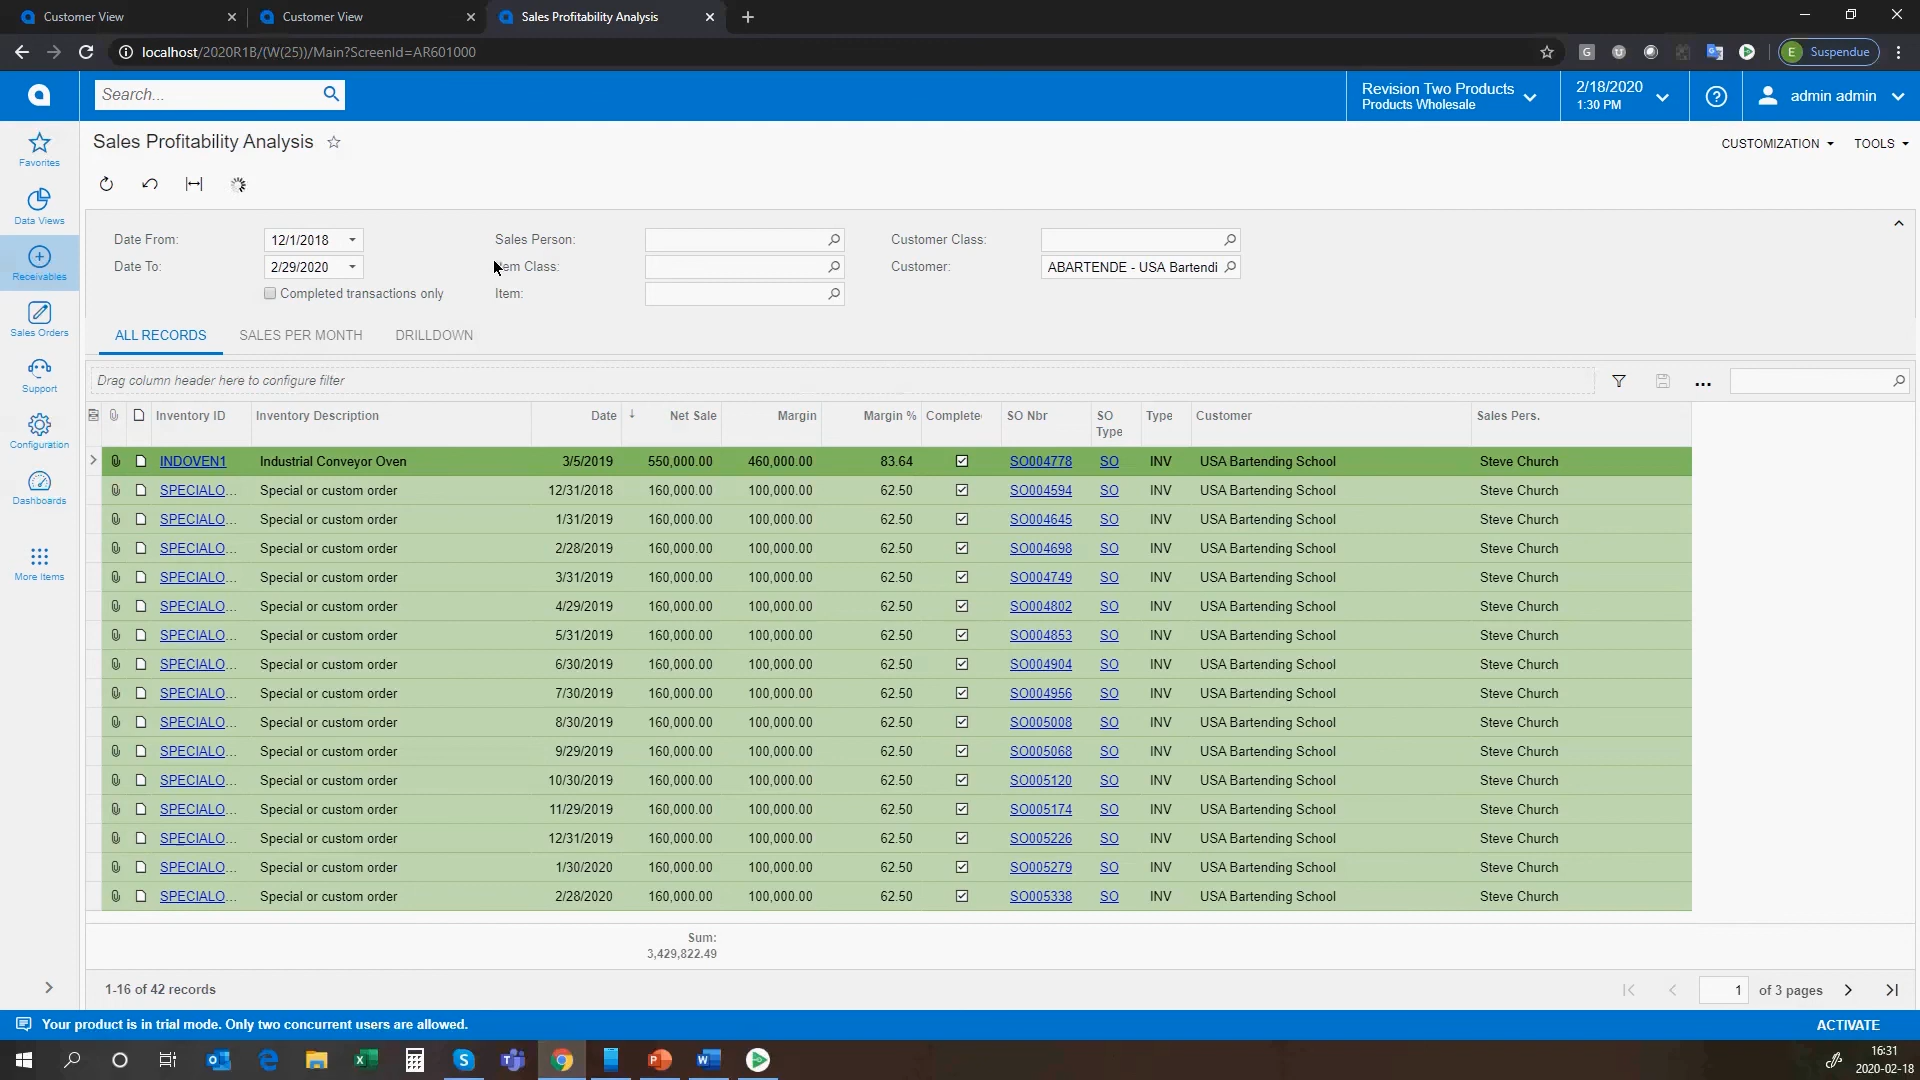 Customer View
Customer View
Sales Profitability Analysis
localhost/2020R1B/(W(25))/Main?ScreenId=AR601000
E Suspendue
Search...
Revision Two Products
Products Wholesale
2/18/2020
1:30 PM
admin admin
Favorites
Data Views
Receivables
Sales Orders
Support
Configuration
Dashboards
More Items
Sales Profitability Analysis
CUSTOMIZATION
TOOLS
Date From: 12/1/2018 Sales Person: Customer Class:
Date To: 2/29/2020 Item Class: Customer: ABARTENDE - USA Bartendi
Completed transactions only Item:
ALL RECORDS SALES PER MONTH DRILLDOWN
Drag column header here to configure filter
Inventory ID Inventory Description Date Net Sale Margin Margin % Complete SO Nbr SO Type Type Customer Sales Pers.
INDOVEN1 Industrial Conveyor Oven 3/5/2019 550,000.00 460,000.00 83.64 SO004778 SO INV USA Bartending School Steve Church
SPECIALO... Special or custom order 12/31/2018 160,000.00 100,000.00 62.50 SO004594 SO INV USA Bartending School Steve Church
SPECIALO... Special or custom order 1/31/2019 160,000.00 100,000.00 62.50 SO004645 SO INV USA Bartending School Steve Church
SPECIALO... Special or custom order 2/28/2019 160,000.00 100,000.00 62.50 SO004698 SO INV USA Bartending School Steve Church
SPECIALO... Special or custom order 3/31/2019 160,000.00 100,000.00 62.50 SO004749 SO INV USA Bartending School Steve Church
SPECIALO... Special or custom order 4/29/2019 160,000.00 100,000.00 62.50 SO004802 SO INV USA Bartending School Steve Church
SPECIALO... Special or custom order 5/31/2019 160,000.00 100,000.00 62.50 SO004853 SO INV USA Bartending School Steve Church
SPECIALO... Special or custom order 6/30/2019 160,000.00 100,000.00 62.50 SO004904 SO INV USA Bartending School Steve Church
SPECIALO... Special or custom order 7/30/2019 160,000.00 100,000.00 62.50 SO004956 SO INV USA Bartending School Steve Church
SPECIALO... Special or custom order 8/30/2019 160,000.00 100,000.00 62.50 SO005008 SO INV USA Bartending School Steve Church
SPECIALO... Special or custom order 9/29/2019 160,000.00 100,000.00 62.50 SO005068 SO INV USA Bartending School Steve Church
SPECIALO... Special or custom order 10/30/2019 160,000.00 100,000.00 62.50 SO005120 SO INV USA Bartending School Steve Church
SPECIALO... Special or custom order 11/29/2019 160,000.00 100,000.00 62.50 SO005174 SO INV USA Bartending School Steve Church
SPECIALO... Special or custom order 12/31/2019 160,000.00 100,000.00 62.50 SO005226 SO INV USA Bartending School Steve Church
SPECIALO... Special or custom order 1/30/2020 160,000.00 100,000.00 62.50 SO005279 SO INV USA Bartending School Steve Church
SPECIALO... Special or custom order 2/28/2020 160,000.00 100,000.00 62.50 SO005338 SO INV USA Bartending School Steve Church
Sum:
3,429,822.49
1-16 of 42 records
1 of 3 pages
Your product is in trial mode. Only two concurrent users are allowed.
ACTIVATE
16:31
2020-02-18